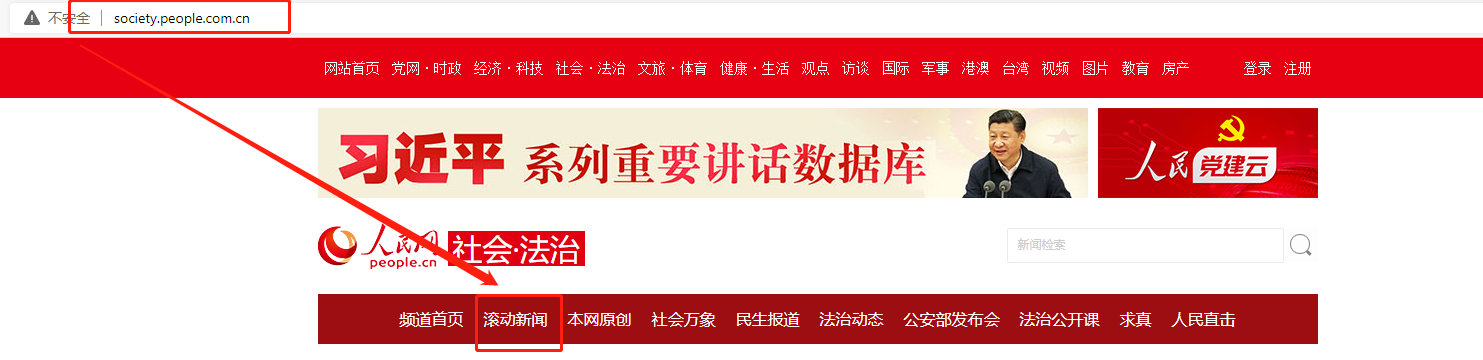 不安全 society.people.com.cn
网站首页 党网·时政 经济·科技 社会·法治 文旅·体育 健康·生活 观点 访谈 国际 军事 港澳 台湾 视频 图片 教育 房产 登录 注册
习近平 系列重要讲话数据库
人民党建云
人民网 社会·法治
people.cn
新闻检索
频道首页 滚动新闻 本网原创 社会万象 民生报道 法治动态 公安部发布会 法治公开课 求真 人民直击